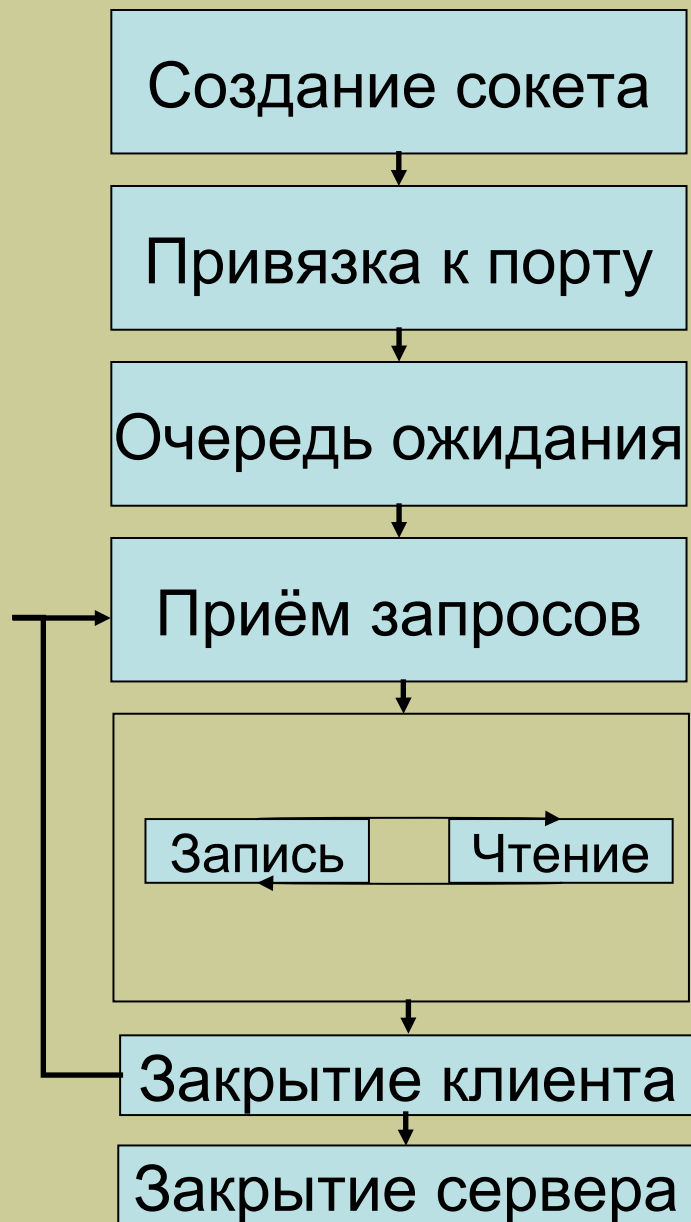 Создание сокета
Привязка к порту
Очередь ожидания
Приём запросов
Запись
Чтение
Закрытие клиента
Закрытие сервера